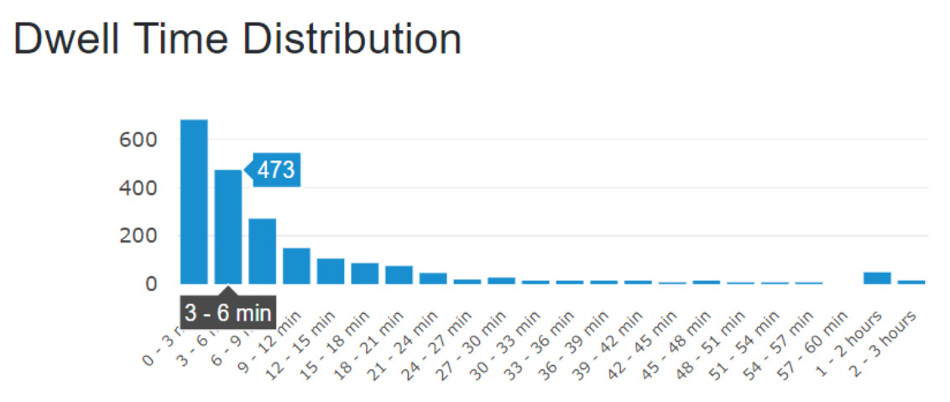 Dwell Time Distribution
600
473
400
200
0
3 - 6 min
0 - 3
3 - 6
6 - 9
9 - 12 min
12 - 15 min
15 - 18 min
18 - 21 min
21 - 24 min
24 - 27 min
27 - 30 min
30 - 33 min
33 - 36 min
36 - 39 min
39 - 42 min
42 - 45 min
45 - 48 min
48 - 51 min
51 - 54 min
54 - 57 min
57 - 60 min
1 - 2 hours
2 - 3 hours